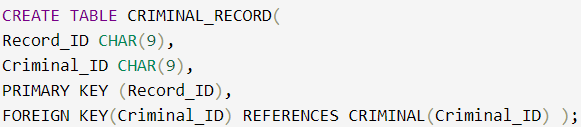 CREATE TABLE CRIMINAL_RECORD(
Record_ID CHAR(9),
Criminal_ID CHAR(9),
PRIMARY KEY (Record_ID),
FOREIGN KEY(Criminal_ID) REFERENCES CRIMINAL(Criminal_ID) );